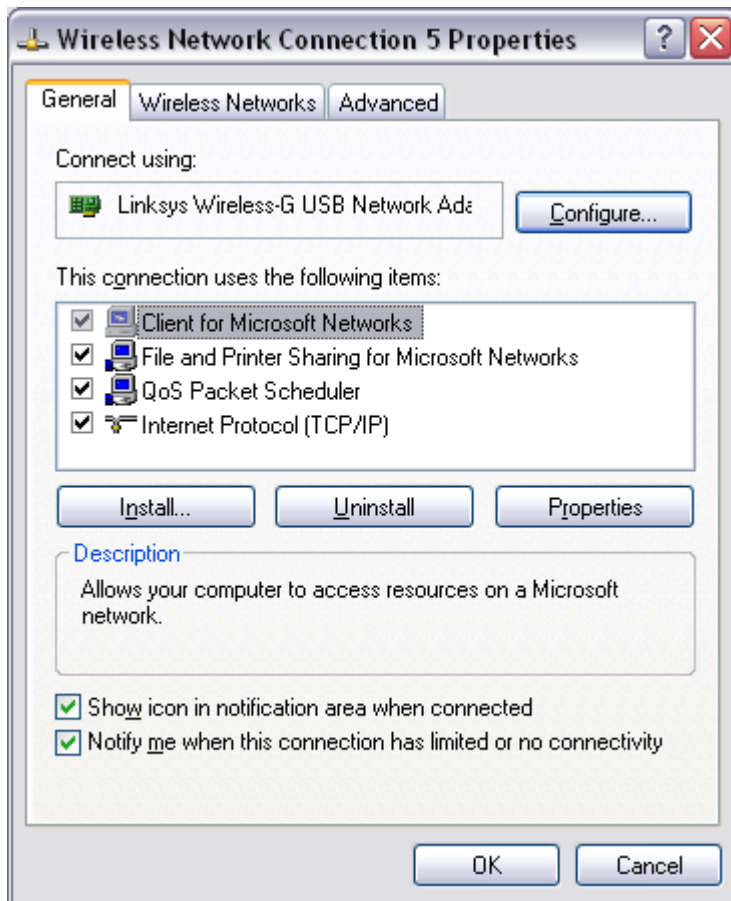 Wireless Network Connection 5 Properties
General Wireless Networks Advanced
Connect using:
Linksys Wireless-G USB Network Ada
Configure...
This connection uses the following items:
Client for Microsoft Networks
File and Printer Sharing for Microsoft Networks
QoS Packet Scheduler
Internet Protocol (TCP/IP)
Install... Uninstall Properties
Description
Allows your computer to access resources on a Microsoft
network.
Show icon in notification area when connected
Notify me when this connection has limited or no connectivity
OK Cancel